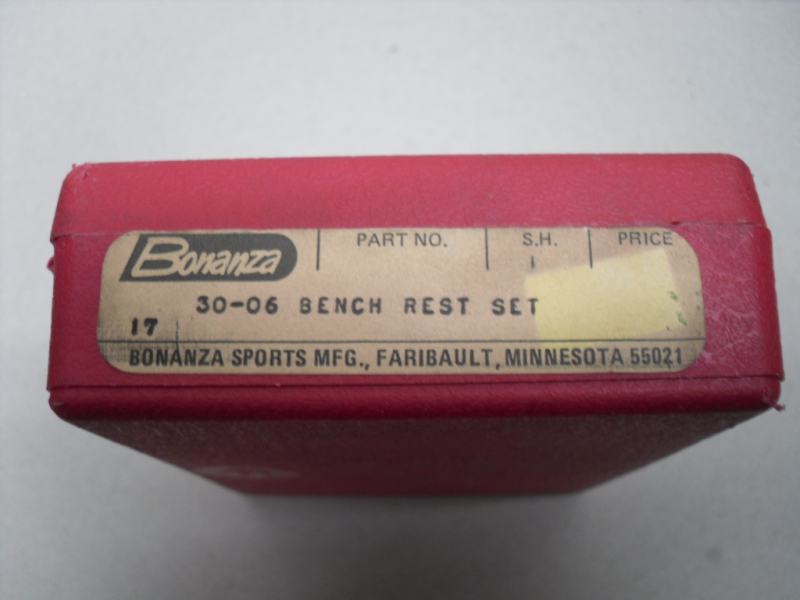 Bonanza PART NO. S.H. PRICE
30-06 BENCH REST SET
17
BONANZA SPORTS MFG., FARIBAULT, MINNESOTA 55021